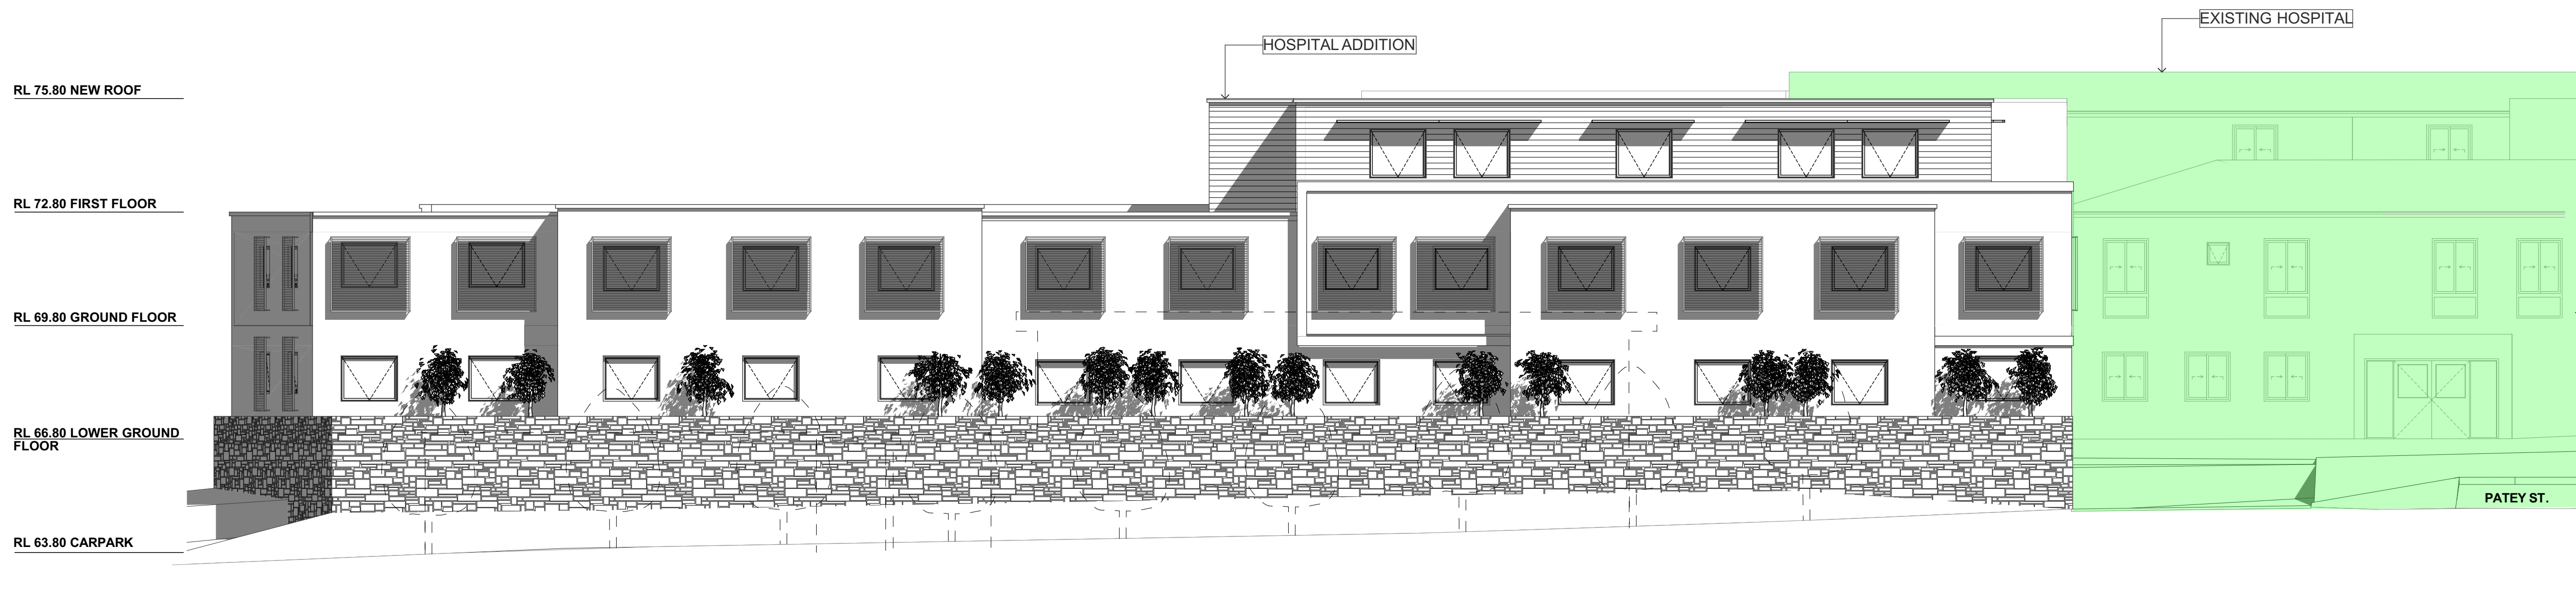 EXISTING HOSPITAL
HOSPITAL ADDITION
RL 75.80 NEW ROOF
RL 72.80 FIRST FLOOR
RL 69.80 GROUND FLOOR
RL 66.80 LOWER GROUND
FLOOR
PATEY ST.
RL 63.80 CARPARK